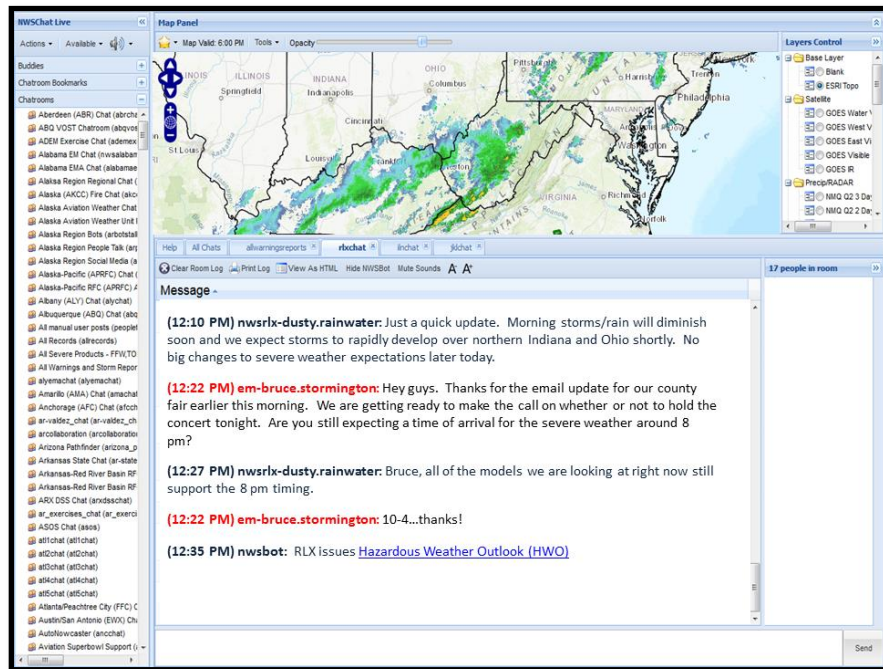 NWSChat Live
Actions
Available
Buddies
Chatroom Bookmarks
Chatrooms
Aberdeen (ABR) Chat (abrcha
ABQ VOST Chatroom (abqvos
ADEM Exercise Chat (ademex
Alabama EM Chat (nwsalabam
Alabama EMA Chat (alabamae
Alaksa Region Regional Chat (
Alaska (AKCC) Fire Chat (akcc
Alaska Aviation Weather Chat
Alaska Aviation Weather Unit
Alaska Region Bots (arbotstall
Alaska Region People Talk (arp
Alaska Region Social Media (a
Alaska-Pacific (APRFC) Chat (
Alaska-Pacific RFC (APRFC) A
Albany (ALY) Chat (alychat)
Albuquerque (ABQ) Chat (abq
All manual user posts (peoplef
All Records (allrecords)
All Severe Products - FFW,TO
All Warnings and Storm Repor
alyemachat (alyemachat)
Amarillo (AMA) Chat (amachat
Anchorage (AFC) Chat (afcch
ar-valdez_chat (ar-valdez_ch
arcollaboration (arcollaboration
Arizona Pathfinder (arizona_p
Arkansas State Chat (ar-state
Arkansas-Red River Basin RF
Arkansas-Red River Basin RF
ARX DSS Chat (arxdsschat)
ar_exercises_chat (ar_exerci
ASOS Chat (asos)
atl1chat (atl1chat)
atl2chat (atl2chat)
atl3chat (atl3chat)
atl4chat (atl4chat)
atl5chat (atl5chat)
Atlanta/Peachtree City (FFC) C
Austin/San Antonio (EWX) Cha
AutoNowcaster (ancchat)
Aviation Superbowl Support (
Map Panel
Map Valid: 6:00 PM Tools Opacity
ILLINOIS
INDIANA
OHIO
Springfield
Indianapolis
Columbus
Pittsburgh
Harrisb
Trenton
Philadelphia
Cincinnati
St Louis
Louisville
Frankfort
MARYLAND
Annapolis
Washington
VIRGINIA
Richmond
Norfolk
Layers Control
Base Layer
Blank
ESRI Topo
Satellite
GOES Water V
GOES West V
GOES East Vi
GOES Visible
GOES IR
Precip/RADAR
NMQ Q2 3 Day
NMQ Q2 2 Day
Help All Chats allwarningsreports rlxchat ilnchat jklchat
Clear Room Log Print Log View As HTML Hide NWSBot Mute Sounds A A
Message
(12:10 PM) nwsrlx-dusty.rainwater: Just a quick update. Morning storms/rain will diminish
soon and we expect storms to rapidly develop over northern Indiana and Ohio shortly. No
big changes to severe weather expectations later today.
(12:22 PM) em-bruce.stormington: Hey guys. Thanks for the email update for our county
fair earlier this morning. We are getting ready to make the call on whether or not to hold the
concert tonight. Are you still expecting a time of arrival for the severe weather around 8
pm?
(12:27 PM) nwsrlx-dusty.rainwater: Bruce, all of the models we are looking at right now still
support the 8 pm timing.
(12:22 PM) em-bruce.stormington: 10-4...thanks!
(12:35 PM) nwsbot: RLX issues Hazardous Weather Outlook (HWO)
17 people in room
Send